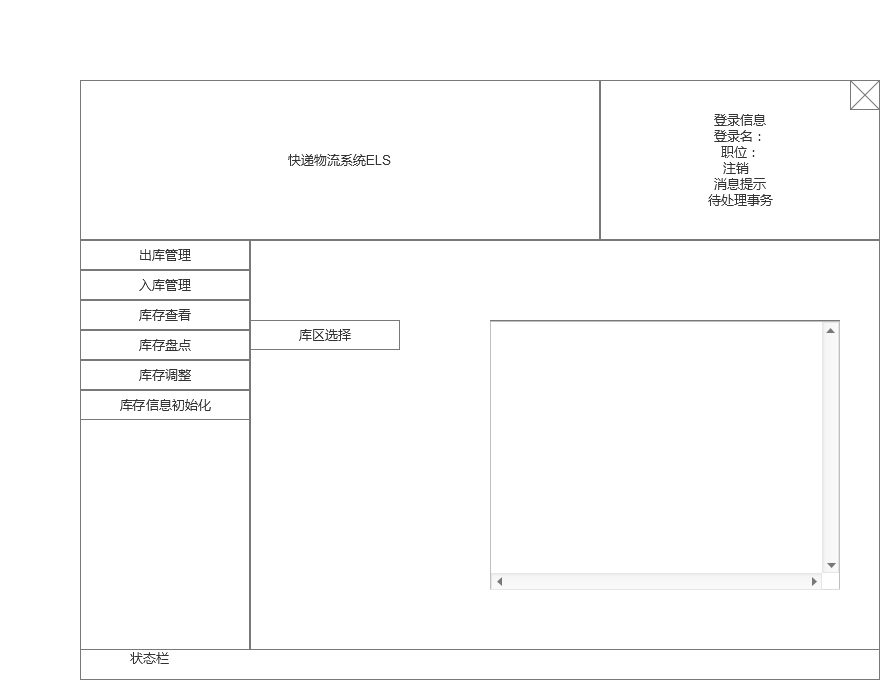 快递物流系统ELS
登录信息
登录名：
职位：
注销
消息提示
待处理事务
出库管理
入库管理
库存查看
库存盘点
库存调整
库存信息初始化
库区选择
状态栏